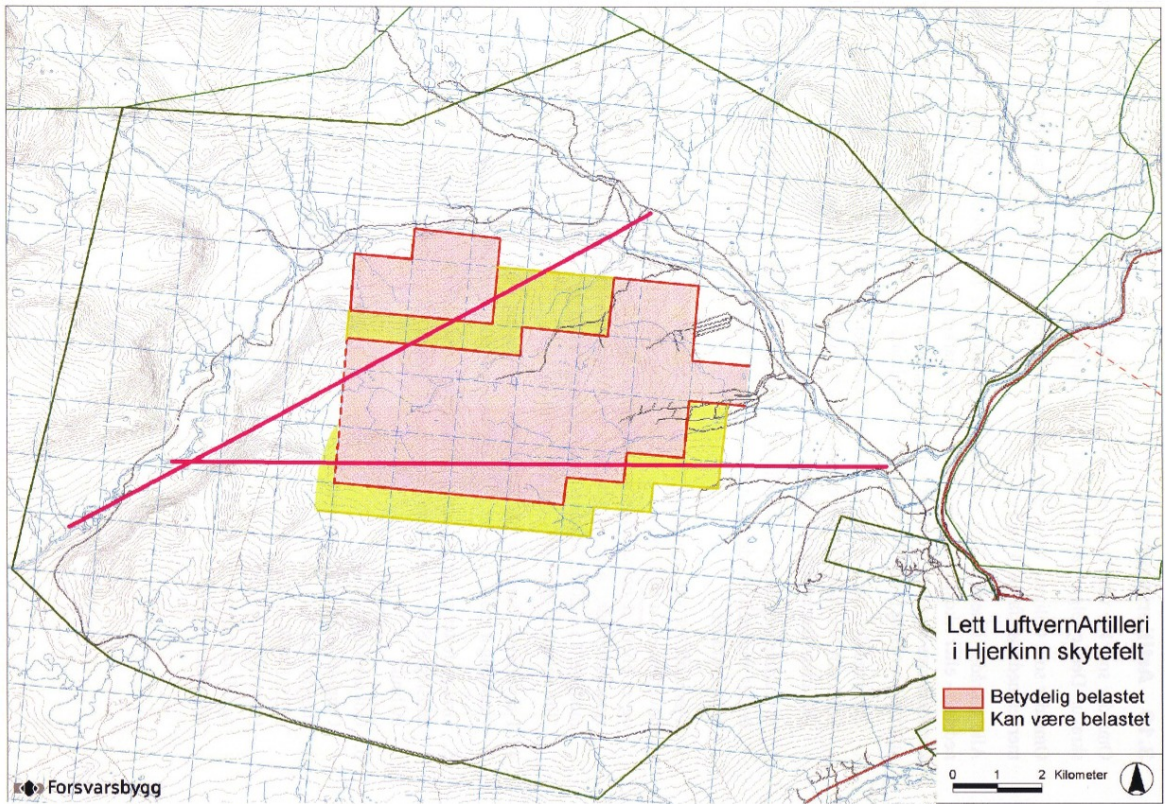 Lett LuftvernArtilleri
i Hjerkinn skytefelt
Betydelig belastet
Kan være belastet
0 1 2 Kilometer
Forsvarsbygg